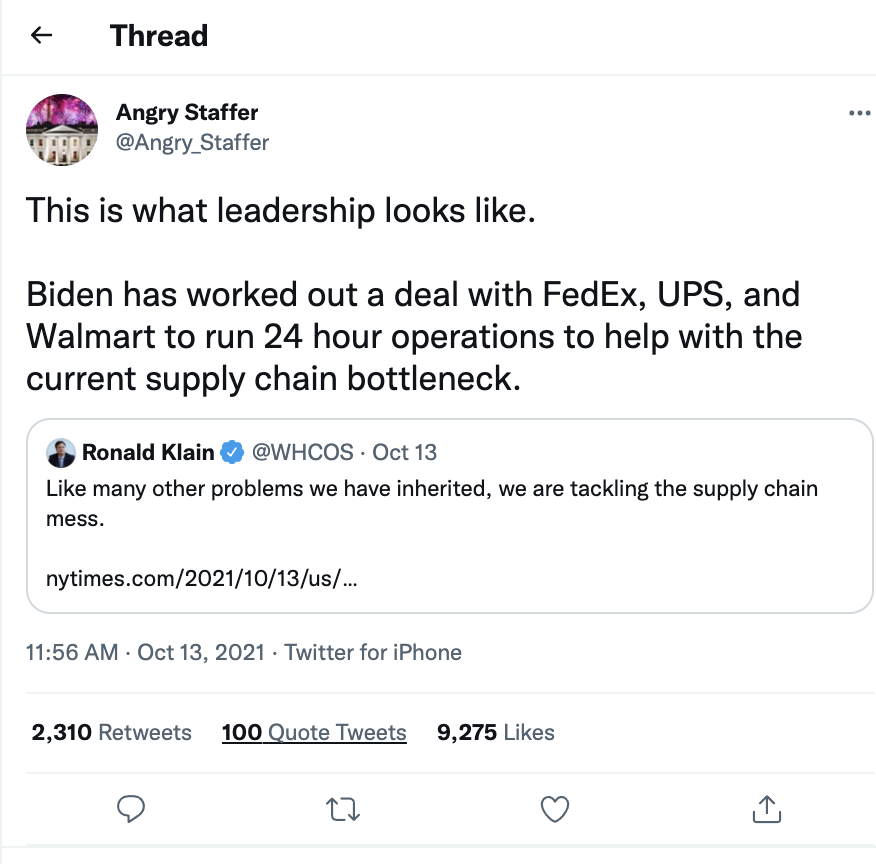 Thread
Angry Staffer
@Angry_Staffer
This is what leadership looks like.
Biden has worked out a deal with FedEx, UPS, and
Walmart to run 24 hour operations to help with the
current supply chain bottleneck.
Ronald Klain @WHCOS · Oct 13
Like many other problems we have inherited, we are tackling the supply chain
mess.
nytimes.com/2021/10/13/us/…
11:56 AM · Oct 13, 2021 · Twitter for iPhone
2,310 Retweets 100 Quote Tweets 9,275 Likes